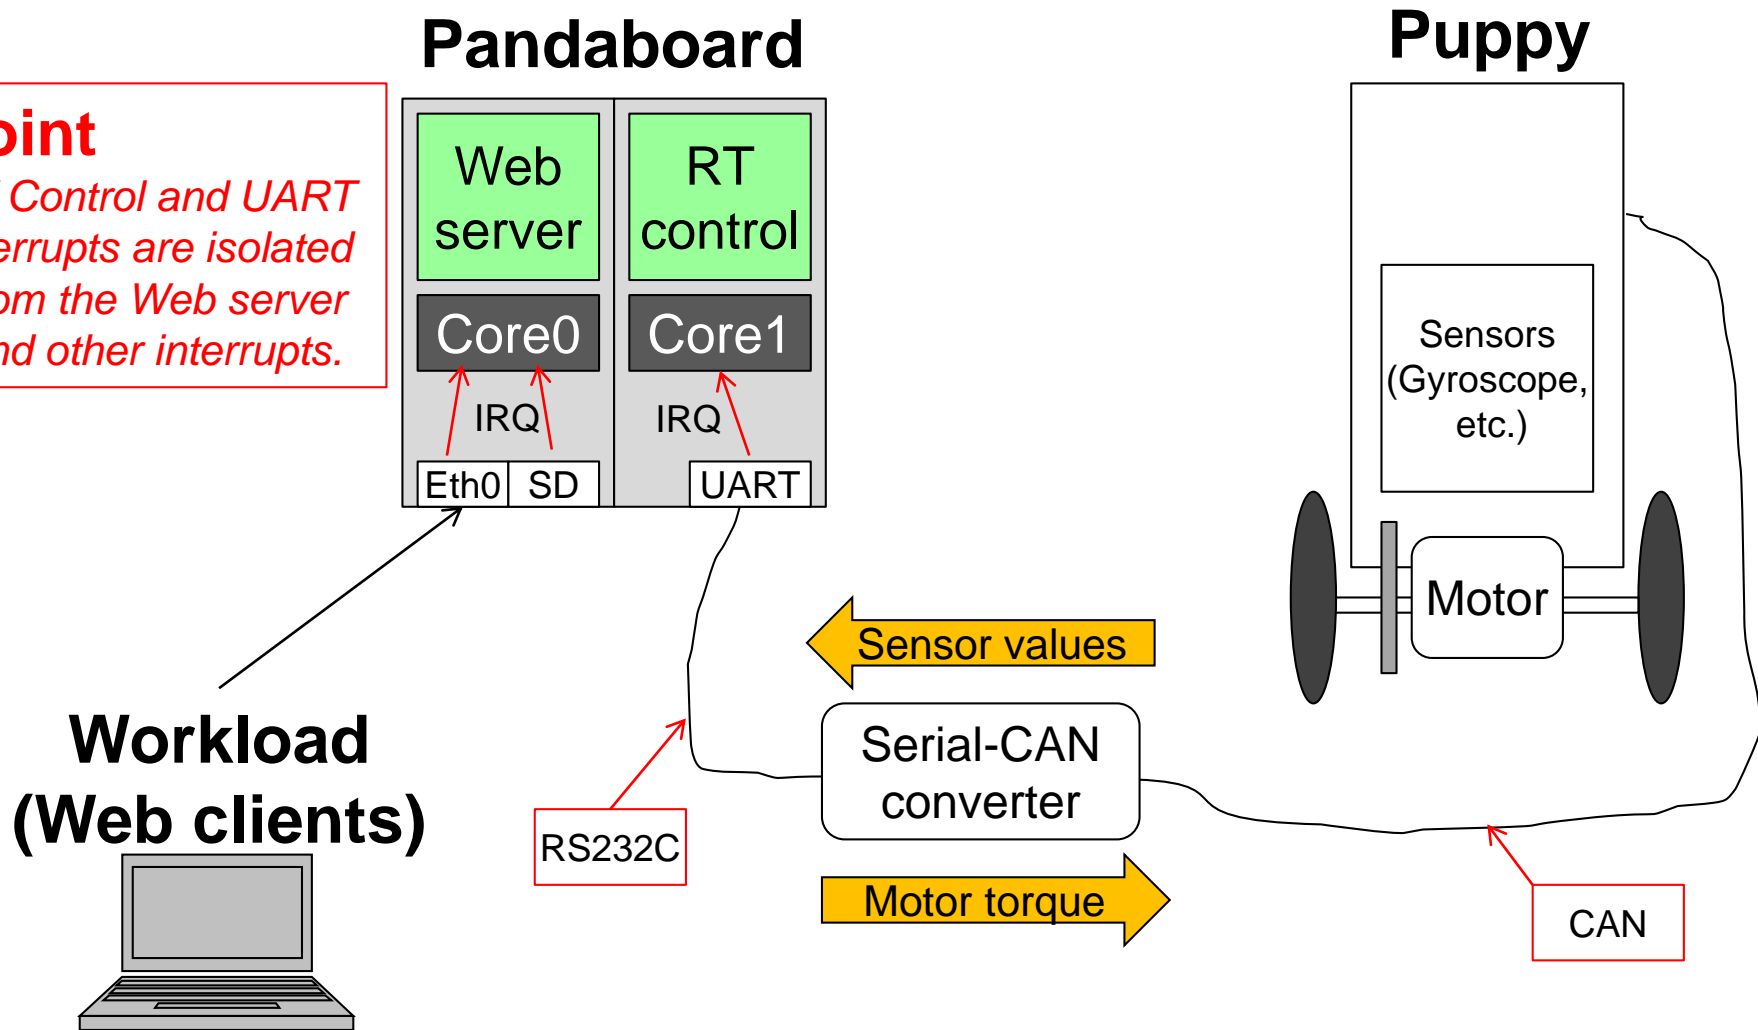 Pandaboard
Puppy
oint
Control and UART
errupts are isolated
om the Web server
nd other interrupts.
Web
server
RT
control
Core0
Core1
IRQ
IRQ
Eth0
SD
UART
Sensors
(Gyroscope,
etc.)
Motor
Sensor values
Workload
(Web clients)
Serial-CAN
converter
RS232C
Motor torque
CAN